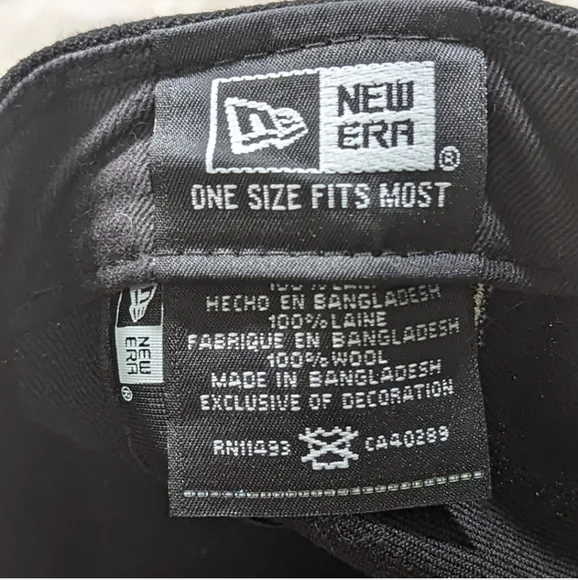 NEW
ERA®
ONE SIZE FITS MOST
HECHO EN BANGLADESH
100% LAINE
FABRIQUE EN BANGLADESH
100% WOOL
MADE IN BANGLADESH
EXCLUSIVE OF DECORATION
RN11493 CA40289
NEW
ERA®